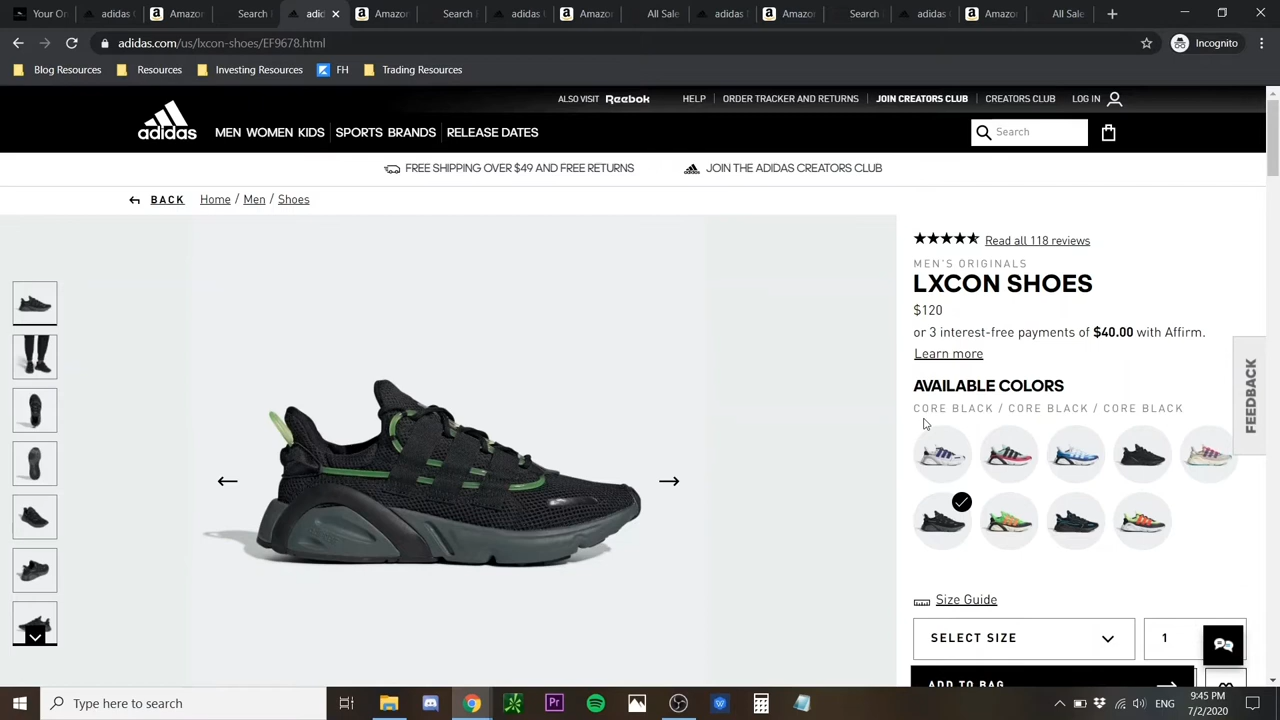 Owne
adidas C
Amazon
Search R
adid
Amazor
Search F
adidas
Amazor
All Sale
adidas
Amazo
Search
adidas C
Amazor
All Sale
adidas.com/us/lxcon-shoes/EF9678.html
Incognito
Blog Resources
Resources
Investing Resources
FH
Trading Resources
ALSO VISIT Reebok
HELP
ORDER TRACKER AND RETURNS
JOIN CREATORS CLUB
CREATORS CLUB
LOG IN
adidas
MEN WOMEN KIDS
SPORTS BRANDS
RELEASE DATES
Search
FREE SHIPPING OVER $49 AND FREE RETURNS
JOIN THE ADIDAS CREATORS CLUB
BACK
Home / Men / Shoes
Read all 118 reviews
MEN'S ORIGINALS
LXCON SHOES
$120
or 3 interest-free payments of $40.00 with Affirm.
Learn more
AVAILABLE COLORS
CORE BLACK / CORE BLACK / CORE BLACK
FEEDBACK
Size Guide
SELECT SIZE
1
ADD TO BAG
Type here to search
ENG
9:45 PM
7/2/2020